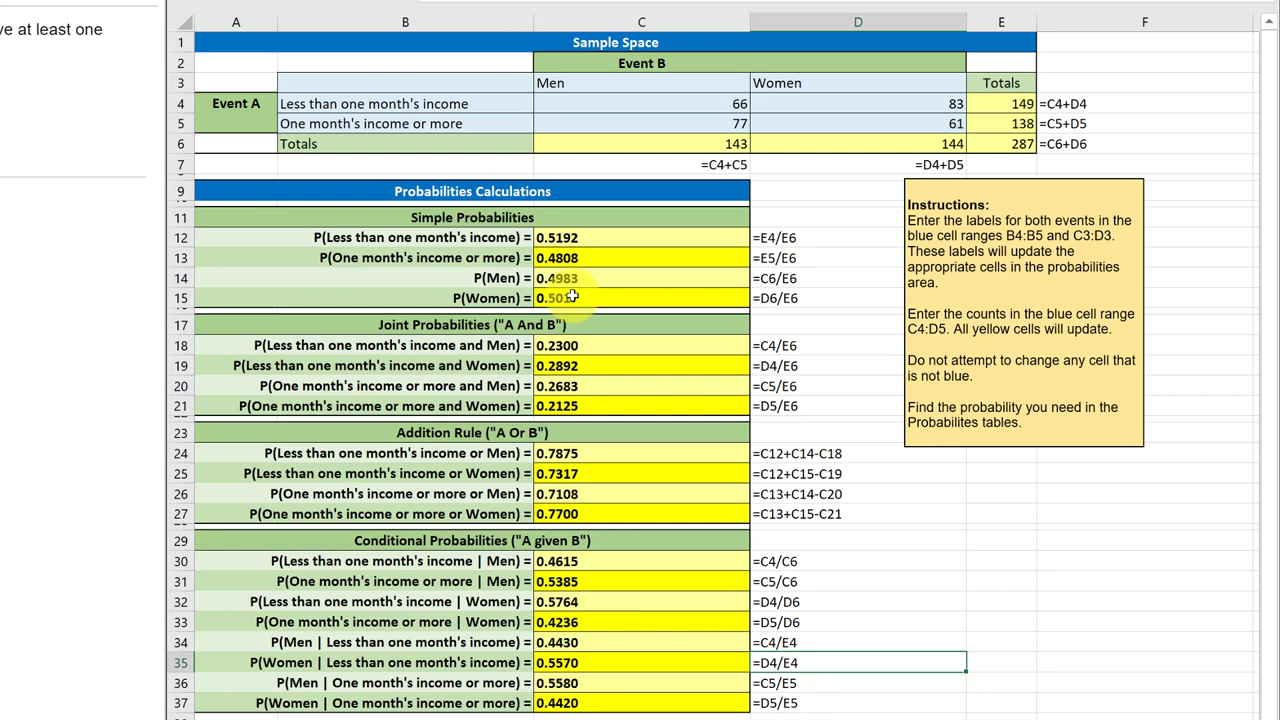 ve at least one
A B C D E F
1 Sample Space
2 Event B
3 Men Women Totals
4 Event A Less than one month's income 66 83 149 =C4+D4
5 One month's income or more 77 61 138 =C5+D5
6 Totals 143 144 287 =C6+D6
7 =C4+C5 =D4+D5
9 Probabilities Calculations
11 Simple Probabilities
12 P(Less than one month's income) = 0.5192 =E4/E6
13 P(One month's income or more) = 0.4808 =E5/E6
14 P(Men) = 0.4983 =C6/E6
15 P(Women) = =D6/E6
17 Joint Probabilities ("A And B")
18 P(Less than one month's income and Men) = 0.2300 =C4/E6
19 P(Less than one month's income and Women) = 0.2892 =D4/E6
20 P(One month's income or more and Men) = 0.2683 =C5/E6
21 P(One month's income or more and Women) = 0.2125 =D5/E6
23 Addition Rule ("A Or B")
24 P(Less than one month's income or Men) = 0.7875 =C12+C14-C18
25 P(Less than one month's income or Women) = 0.7317 =C12+C15-C19
26 P(One month's income or more or Men) = 0.7108 =C13+C14-C20
27 P(One month's income or more or Women) = 0.7700 =C13+C15-C21
29 Conditional Probabilities ("A given B")
30 P(Less than one month's income | Men) = 0.4615 =C4/C6
31 P(One month's income or more | Men) = 0.5385 =C5/C6
32 P(Less than one month's income | Women) = 0.5764 =D4/D6
33 P(One month's income or more | Women) = 0.4236 =D5/D6
34 P(Men | Less than one month's income) = 0.4430 =C4/E4
35 P(Women | Less than one month's income) = 0.5570 =D4/E4
36 P(Men | One month's income or more) = 0.5580 =C5/E5
37 P(Women | One month's income or more) = 0.4420 =D5/E5
Instructions:
Enter the labels for both events in the
blue cell ranges B4:B5 and C3:D3.
These labels will update the
appropriate cells in the probabilities
area.
Enter the counts in the blue cell range
C4:D5. All yellow cells will update.
Do not attempt to change any cell that
is not blue.
Find the probability you need in the
Probabilites tables.